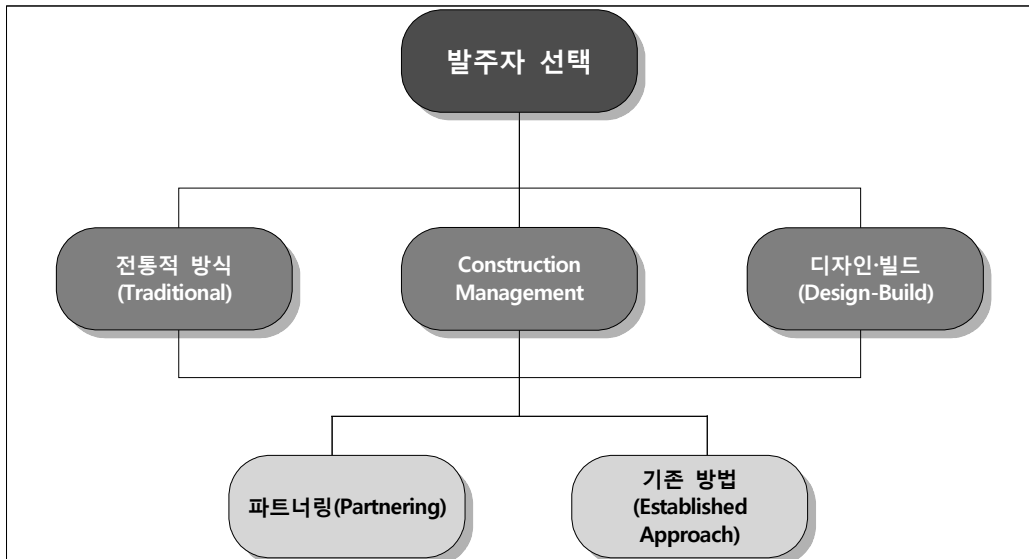 발주자 선택
전통적 방식
(Traditional)
Construction
Management
디자인·빌드
(Design-Build)
파트너링(Partnering)
기존 방법
(Established
Approach)